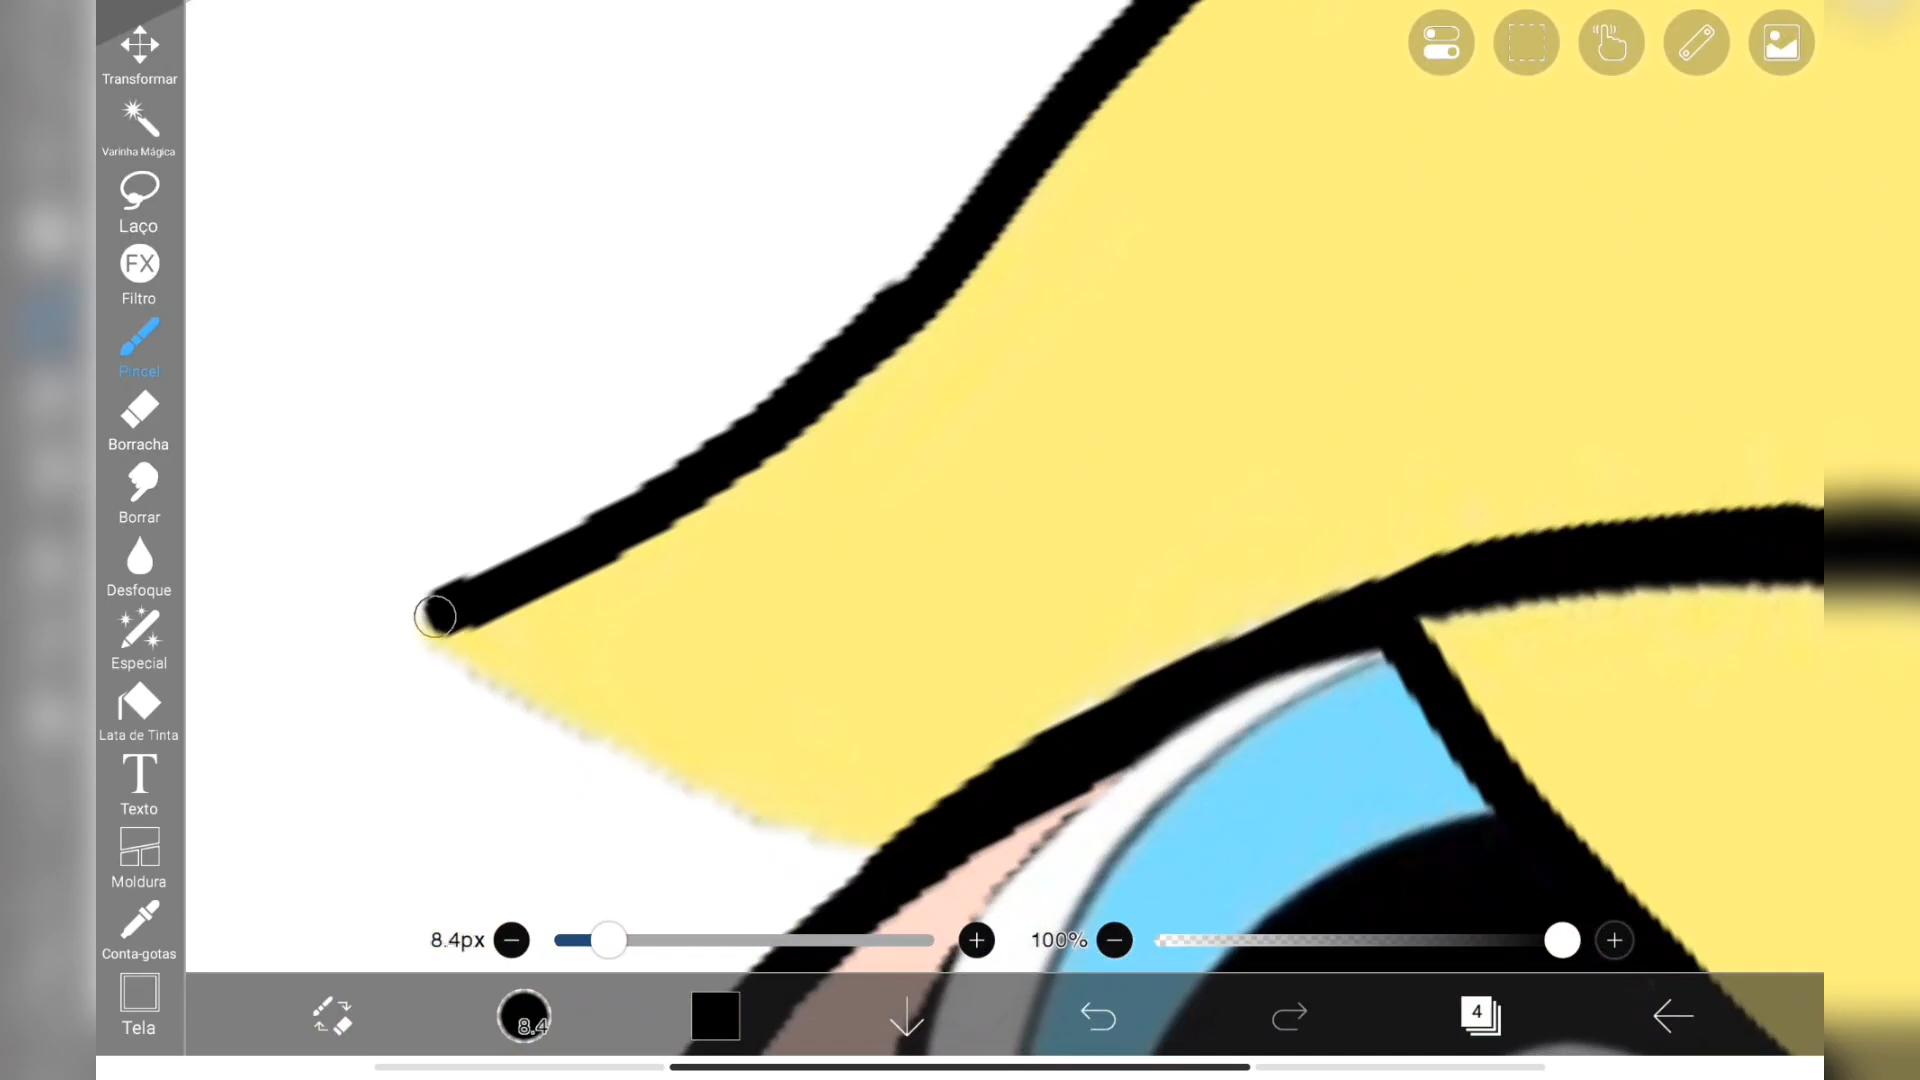 Transformar
Varinha Mágica
Laço
FX
Filtro
Pincel
Borracha
Borrar
Desfoque
Especial
Lata de Tinta
T
Texto
Moldura
Conta-gotas
Tela
8.4px
100%
8.4
4